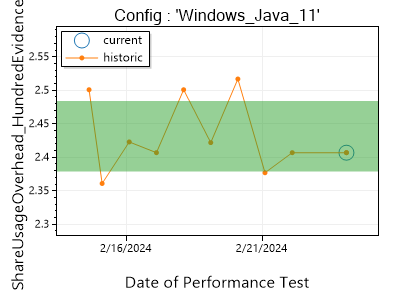 Config : 'Windows_Java_11'
current
historic
2.55
2.5
2.45
2.4
2.35
2.3
2/16/2024
2/21/2024
Date of Performance Test
ShareUsageOverhead_HundredEvidence